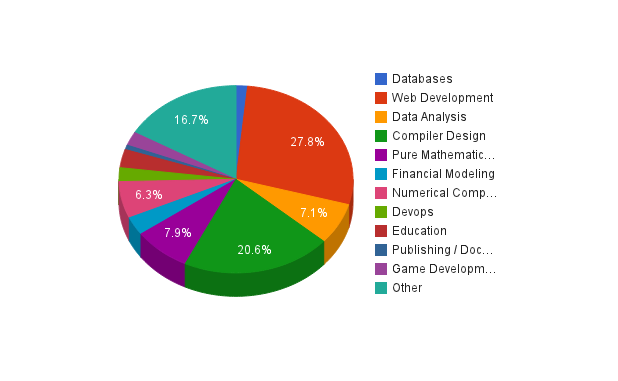 Databases
Web Development
Data Analysis
Compiler Design
Pure Mathematic...
Financial Modeling
Numerical Comp...
Devops
Education
Publishing / Doc...
Game Developm...
Other
16.7%
27.8%
7.1%
6.3%
7.9%
20.6%